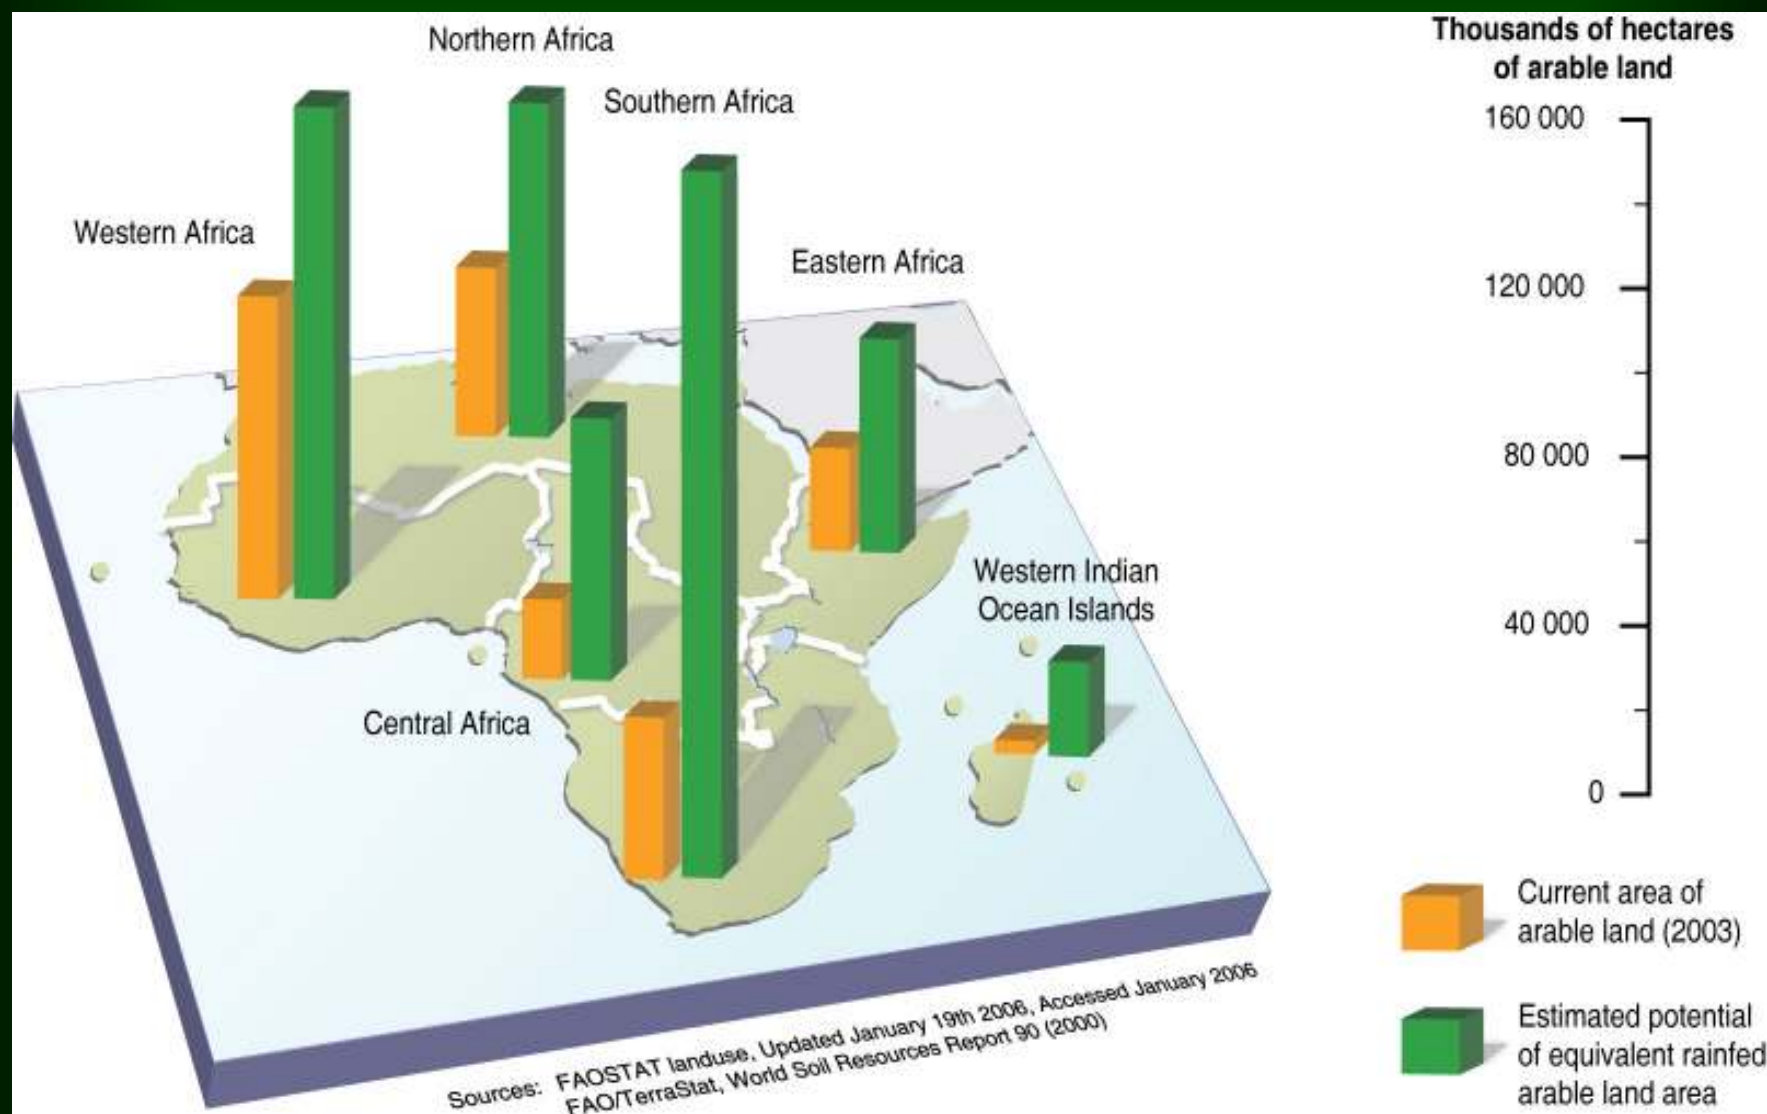 Northern Africa
Southern Africa
Western Africa
Eastern Africa
Western Indian
Ocean Islands
Central Africa
Thousands of hectares
of arable land
160 000
120 000
80 000
40 000
0
Current area of
arable land (2003)
Estimated potential
of equivalent rainfed
arable land area
Sources: FAOSTAT landuse, Updated January 19th 2006, Accessed January 2006
FAO/TerraStat, World Soil Resources Report 90 (2000)